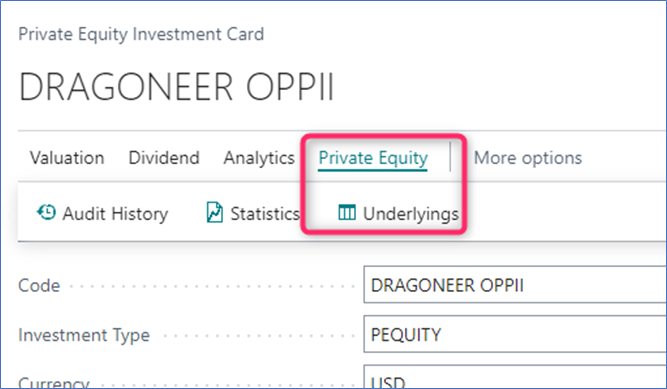 Private Equity Investment Card
DRAGONEER OPPII
Valuation Dividend Analytics Private Equity More options
Audit History Statistics Underlyings
Code DRAGONEER OPPII
Investment Type PEQUITY
Currency USD